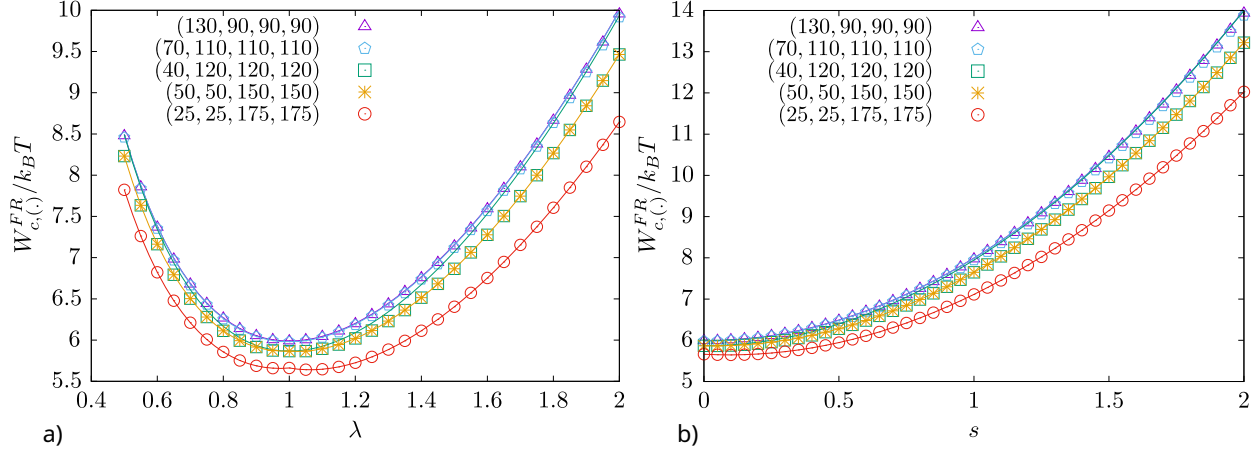 10
9.5
9
8.5
8
7.5
7
6.5
6
5.5
0.4 0.6 0.8 1 1.2 1.4 1.6 1.8 2
W_{c,(.)}^{FR}/k_BT
λ
(130, 90, 90, 90)
(70, 110, 110, 110)
(40, 120, 120, 120)
(50, 50, 150, 150)
(25, 25, 175, 175)
a)
14
13
12
11
10
9
8
7
6
5
0 0.5 1 1.5 2
W_{c,(.)}^{FR}/k_BT
s
(130, 90, 90, 90)
(70, 110, 110, 110)
(40, 120, 120, 120)
(50, 50, 150, 150)
(25, 25, 175, 175)
b)